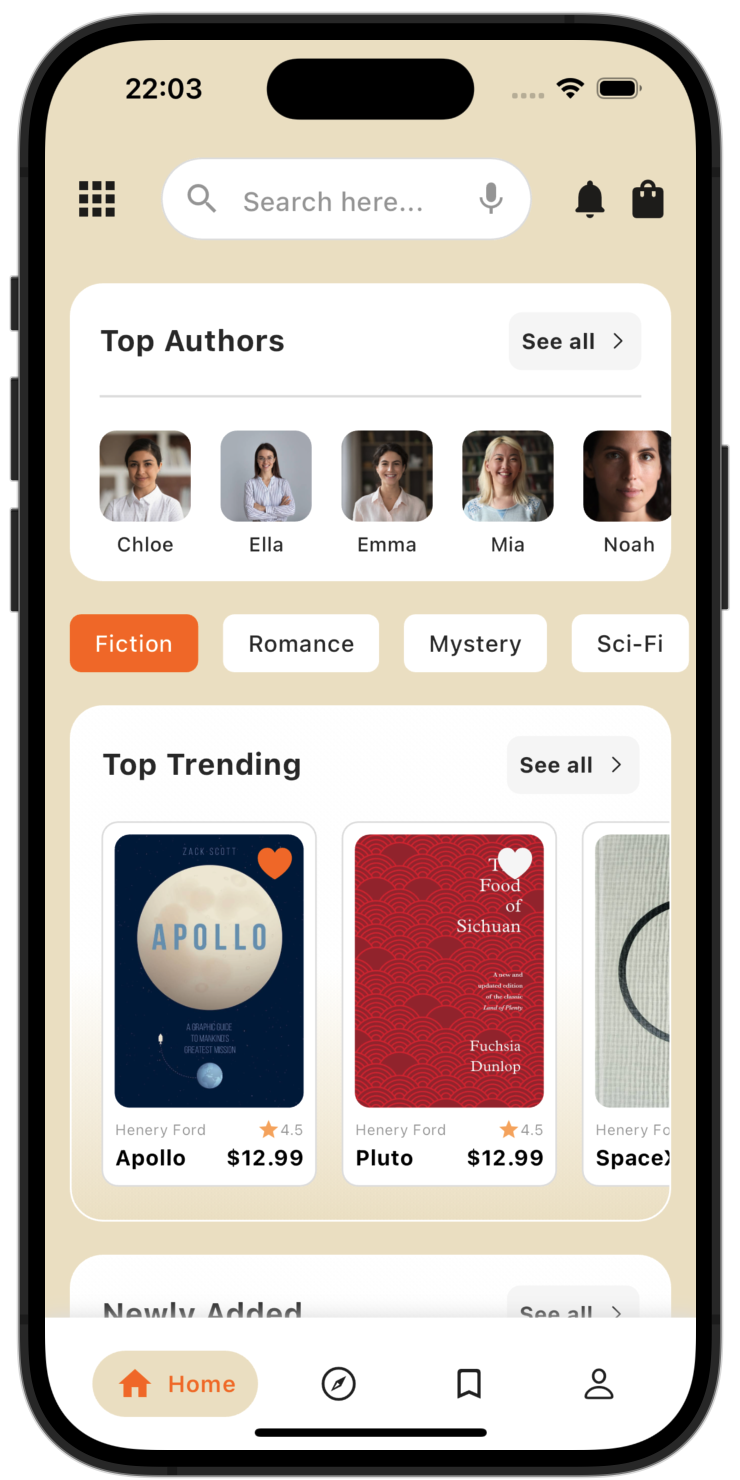 22:03
Search here...
Top Authors
See all
Chloe
Ella
Emma
Mia
Noah
Fiction
Romance
Mystery
Sci-Fi
Top Trending
See all
ZACK SCOTT
APOLLO
A GRAPHIC GUIDE
TO MANKIND'S
GREATEST MISSION
Henery Ford
4.5
Apollo
$12.99
Food
of
Sichuan
A new and
updated edition
of the classic
Land of Plenty
Fuchsia
Dunlop
Henery Ford
4.5
Pluto
$12.99
Henery Fo
SpaceX
Newly Added
See all
Home